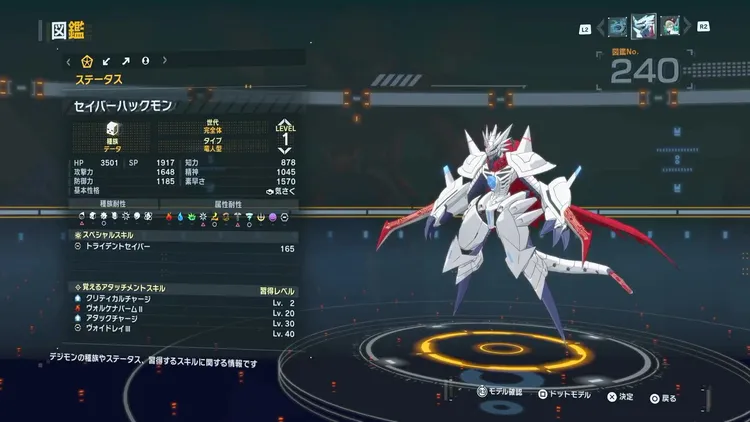 図鑑
L2
R2
図鑑No.
240
ステータス
セイバーハックモン
種族
データ
世代
完全体
タイプ
竜人型
LEVEL
1
HP 3501 SP 1917 知力 878
攻撃力 1648 精神 1045
防御力 1185 素早さ 1570
基本性格 気さく
種族耐性 属性耐性
スペシャルスキル
トライデントセイバー 165
覚えるアタッチメントスキル 習得レベル
クリティカルチャージ Lv. 2
ヴォルケナパームⅡ Lv. 20
アタックチャージ Lv. 30
ヴォイドレイⅢ Lv. 40
デジモンの種族やステータス、習得するスキルに関する情報です
R3 モデル確認 ドットモデル 決定 戻る